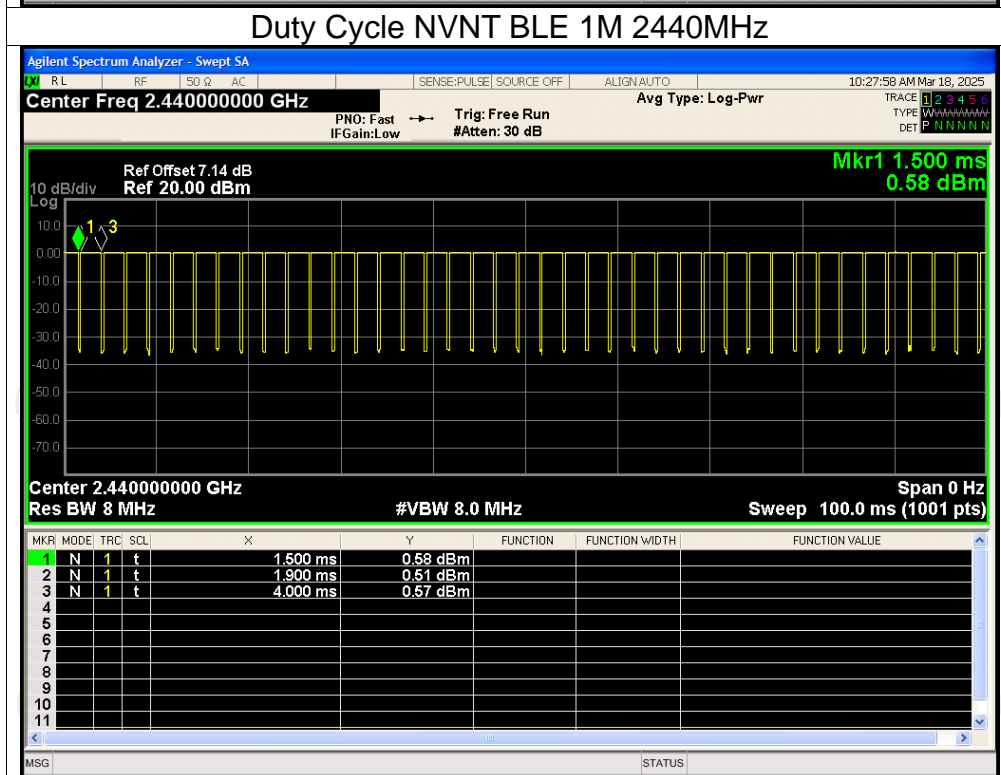 Duty Cycle NVNT BLE 1M 2440MHz
Agilent Spectrum Analyzer - Swept SA
LXI RL RF 50 Ω AC SENSE:PULSE SOURCE OFF ALIGN AUTO 10:27:58 AM Mar 18, 2025
Center Freq 2.440000000 GHz
PNO: Fast
IFGain:Low
Trig: Free Run
#Atten: 30 dB
Avg Type: Log-Pwr
TRACE 1 2 3 4 5 6
TYPE WWWWWW
DET P N N N N N
Mkr1 1.500 ms
0.58 dBm
Ref Offset 7.14 dB
10 dB/div Ref 20.00 dBm
Log
1 3
10.0
0.00
-10.0
-20.0
-30.0
-40.0
-50.0
-60.0
-70.0
Center 2.440000000 GHz Span 0 Hz
Res BW 8 MHz #VBW 8.0 MHz Sweep 100.0 ms (1001 pts)
MKR MODE TRC SCL X Y FUNCTION FUNCTION WIDTH FUNCTION VALUE
1 N 1 t 1.500 ms 0.58 dBm
2 N 1 t 1.900 ms 0.51 dBm
3 N 1 t 4.000 ms 0.57 dBm
4
5
6
7
8
9
10
11
MSG STATUS